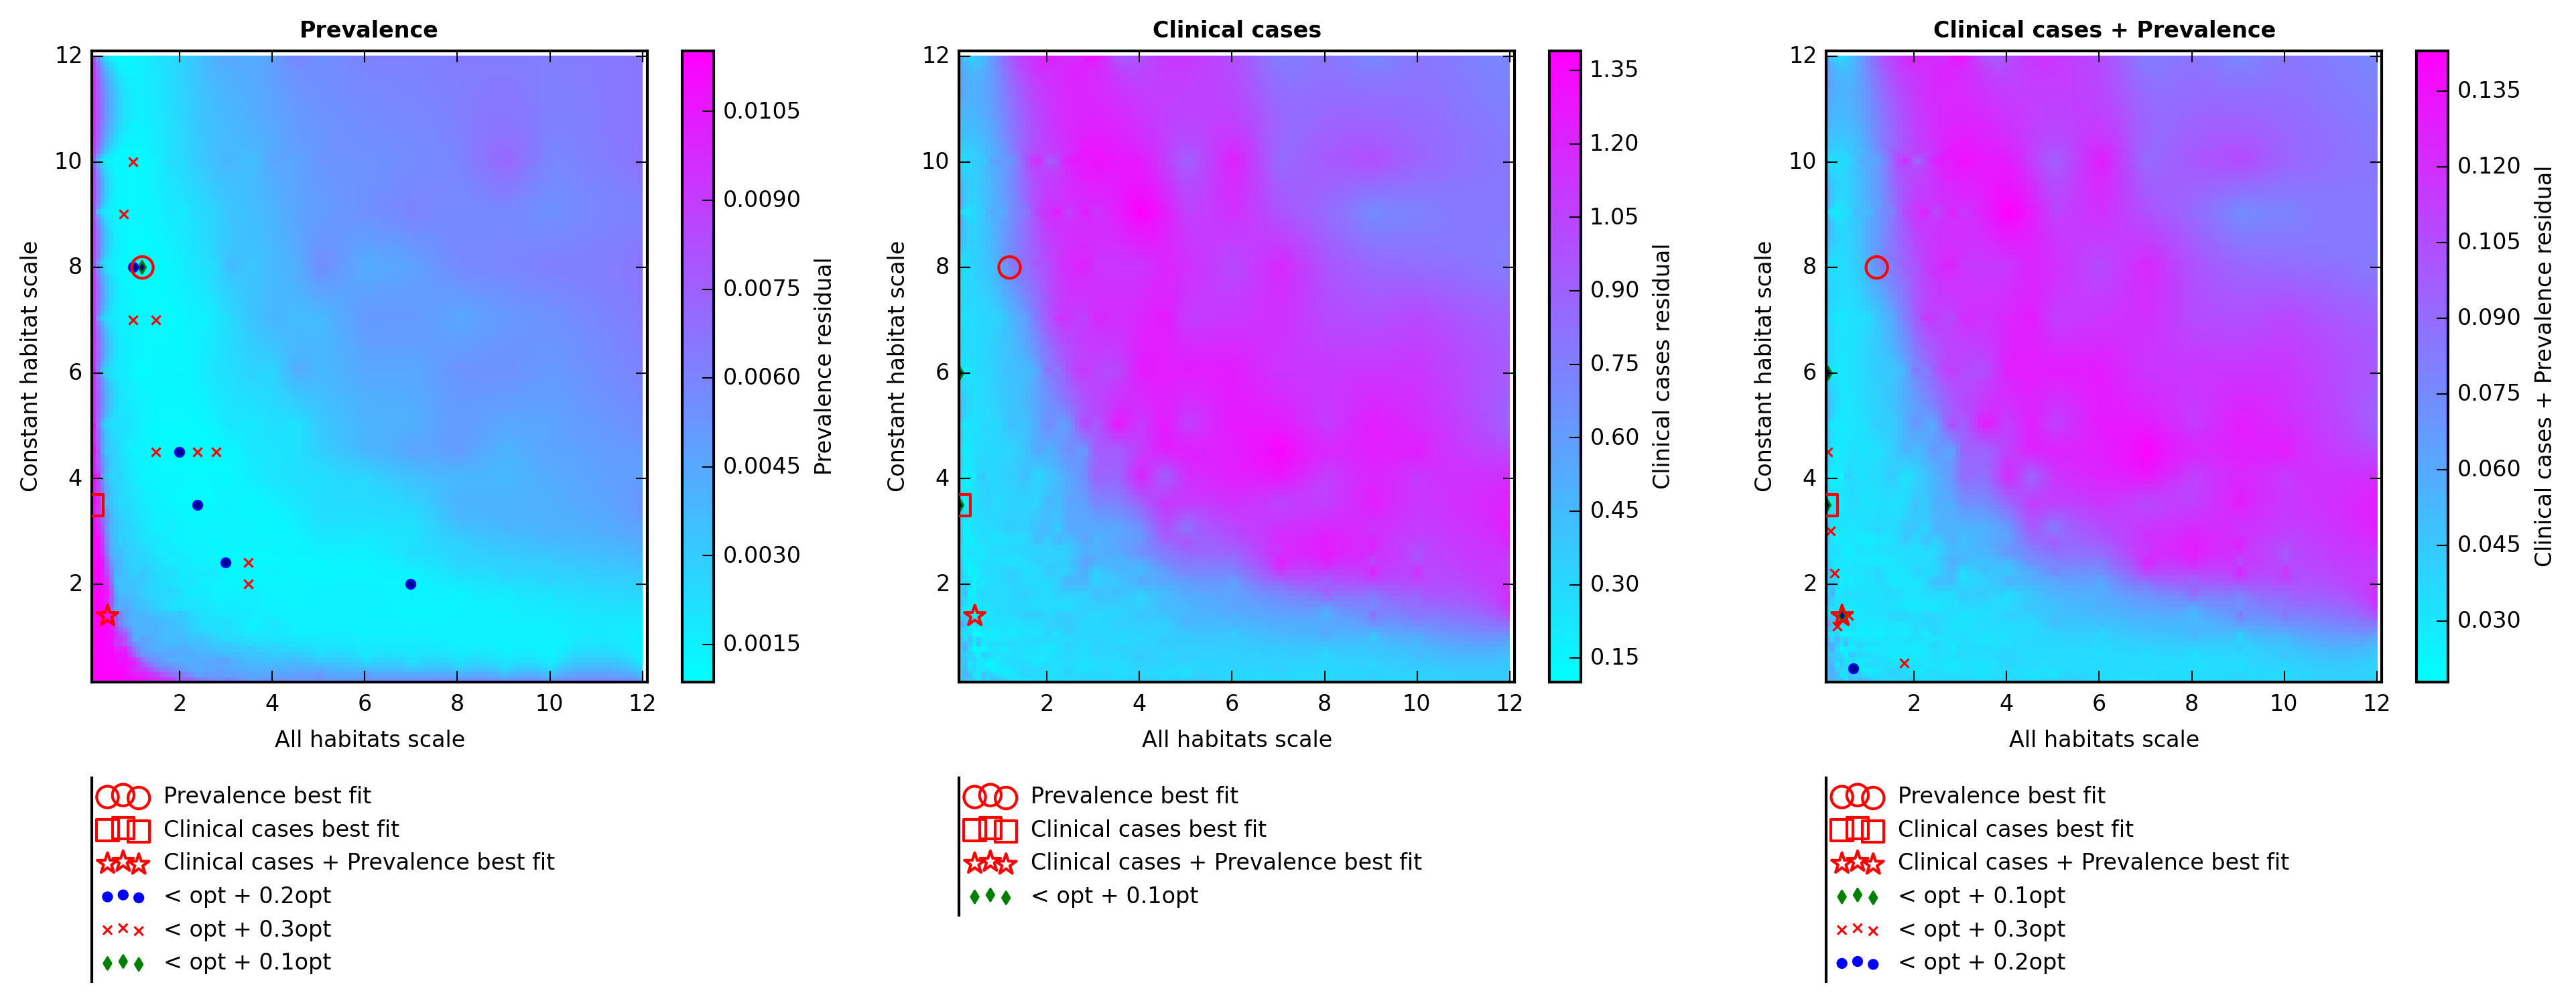 Prevalence
12
10
8
6
4
2
Constant habitat scale
2 4 6 8 10 12
All habitats scale
0.0105
0.0090
0.0075
0.0060
0.0045
0.0030
0.0015
Prevalence residual
Prevalence best fit
Clinical cases best fit
Clinical cases + Prevalence best fit
< opt + 0.2opt
< opt + 0.3opt
< opt + 0.1opt
Clinical cases
12
10
8
6
4
2
Constant habitat scale
2 4 6 8 10 12
All habitats scale
1.35
1.20
1.05
0.90
0.75
0.60
0.45
0.30
0.15
Clinical cases residual
Prevalence best fit
Clinical cases best fit
Clinical cases + Prevalence best fit
< opt + 0.1opt
Clinical cases + Prevalence
12
10
8
6
4
2
Constant habitat scale
2 4 6 8 10 12
All habitats scale
0.135
0.120
0.105
0.090
0.075
0.060
0.045
0.030
Clinical cases + Prevalence residual
Prevalence best fit
Clinical cases best fit
Clinical cases + Prevalence best fit
< opt + 0.1opt
< opt + 0.3opt
< opt + 0.2opt